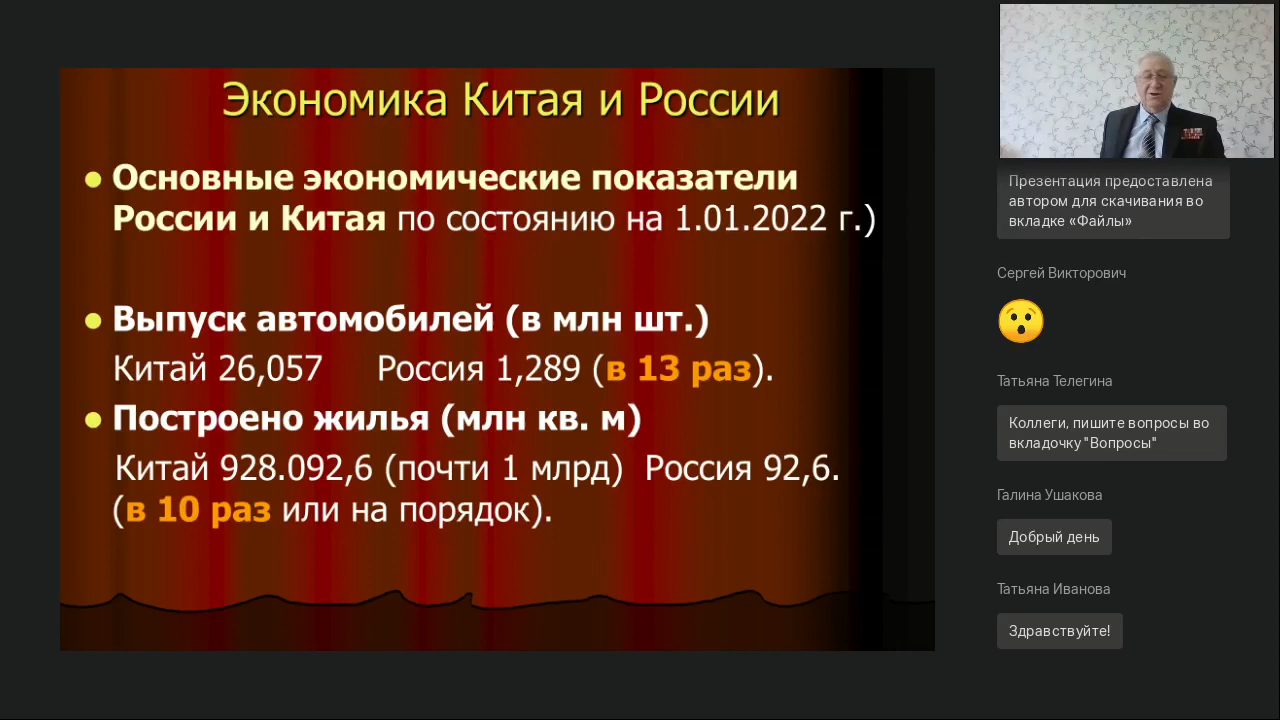 Экономика Китая и России
Основные экономические показатели
России и Китая по состоянию на 1.01.2022 г.)
Выпуск автомобилей (в млн шт.)
Китай 26,057 Россия 1,289 (в 13 раз).
Построено жилья (млн кв. м)
Китай 928.092,6 (почти 1 млрд) Россия 92,6.
(в 10 раз или на порядок).
Презентация предоставлена
автором для скачивания во
вкладке «Файлы»
Сергей Викторович
Татьяна Телегина
Коллеги, пишите вопросы во
вкладочку "Вопросы"
Галина Ушакова
Добрый день
Татьяна Иванова
Здравствуйте!